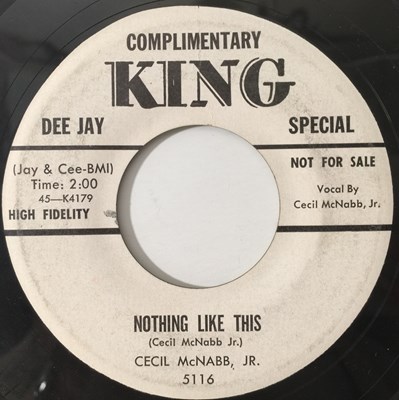 COMPLIMENTARY
KING
DEE JAY SPECIAL
(Jay & Cee-BMI)
Time: 2:00
45—K4179
HIGH FIDELITY
NOT FOR SALE
Vocal By
Cecil McNabb, Jr.
NOTHING LIKE THIS
(Cecil McNabb Jr.)
CECIL McNABB, JR.
5116